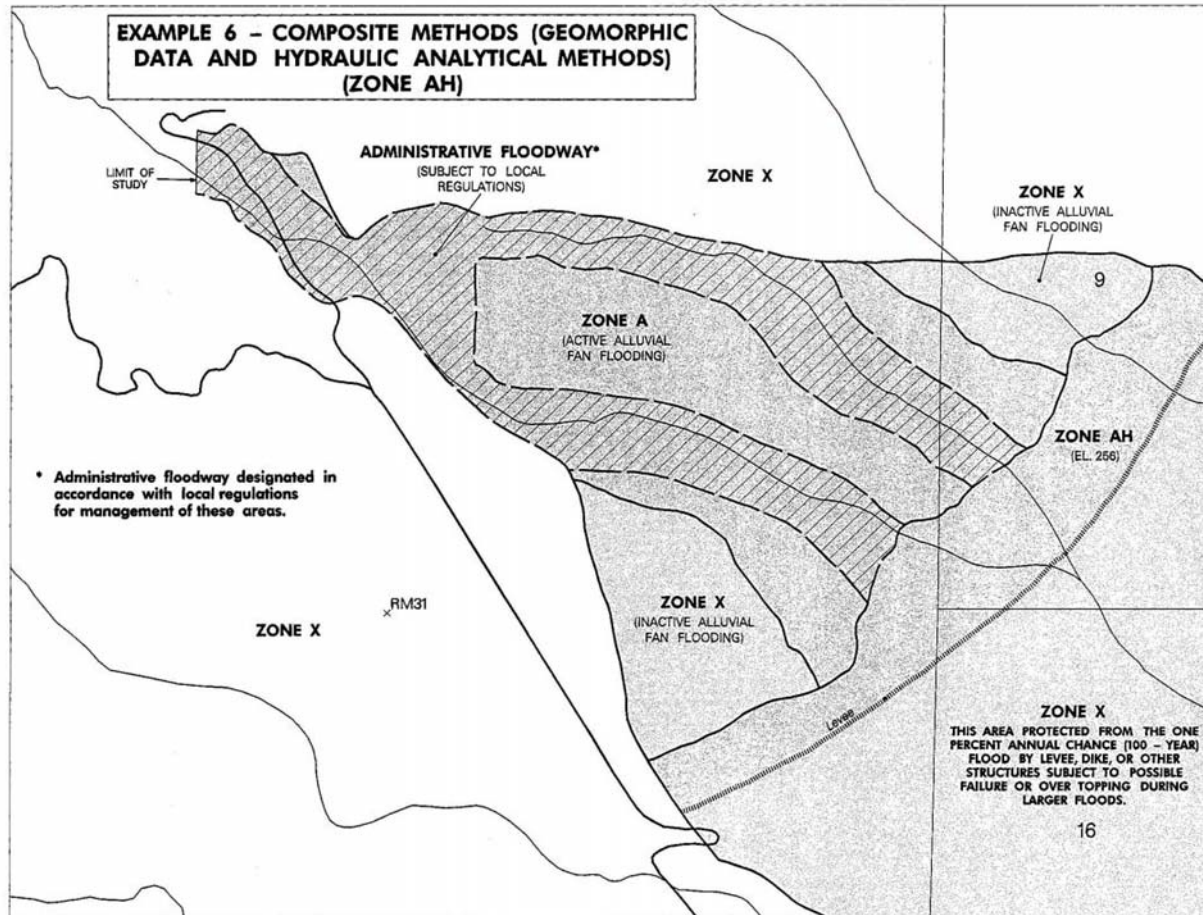 EXAMPLE 6 – COMPOSITE METHODS (GEOMORPHIC
DATA AND HYDRAULIC ANALYTICAL METHODS)
(ZONE AH)
LIMIT OF
STUDY
ADMINISTRATIVE FLOODWAY*
(SUBJECT TO LOCAL
REGULATIONS)
ZONE X
ZONE X
(INACTIVE ALLUVIAL
FAN FLOODING)
9
ZONE A
(ACTIVE ALLUVIAL
FAN FLOODING)
ZONE AH
(EL. 256)
* Administrative floodway designated in
accordance with local regulations
for management of these areas.
RM31
ZONE X
ZONE X
(INACTIVE ALLUVIAL
FAN FLOODING)
Levee
ZONE X
THIS AREA PROTECTED FROM THE ONE
PERCENT ANNUAL CHANCE (100 – YEAR)
FLOOD BY LEVEE, DIKE, OR OTHER
STRUCTURES SUBJECT TO POSSIBLE
FAILURE OR OVER TOPPING DURING
LARGER FLOODS.
16